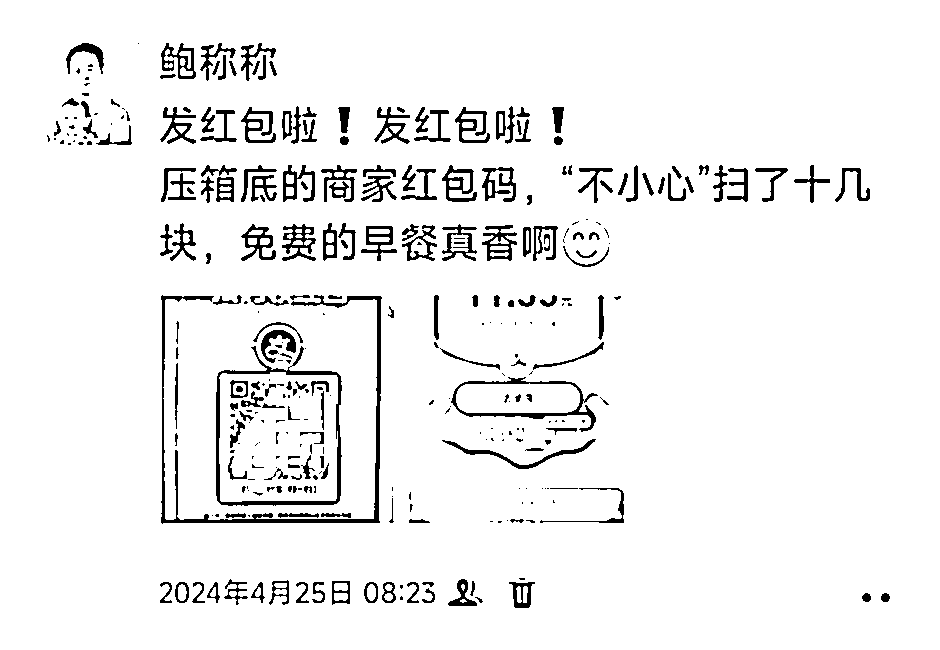 鲍称称
发红包啦❗发红包啦❗
压箱底的商家红包码，“不小心”扫了十几
块，免费的早餐真香啊😊
2024年4月25日 08:23